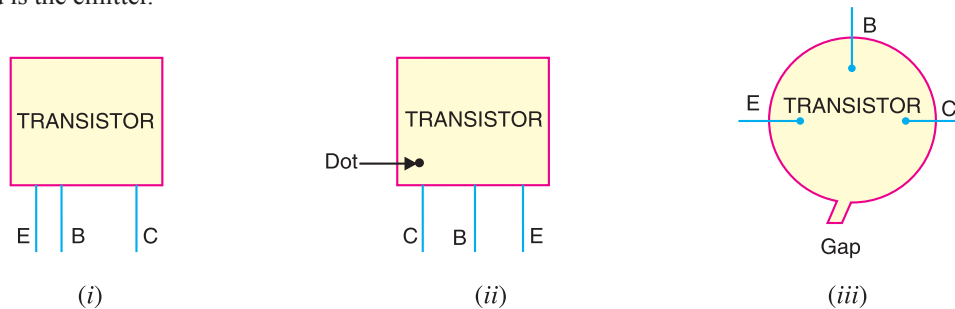 is the emitter.
B
TRANSISTOR
TRANSISTOR
E TRANSISTOR C
Dot
E B C
C B E
Gap
(i)
(ii)
(iii)